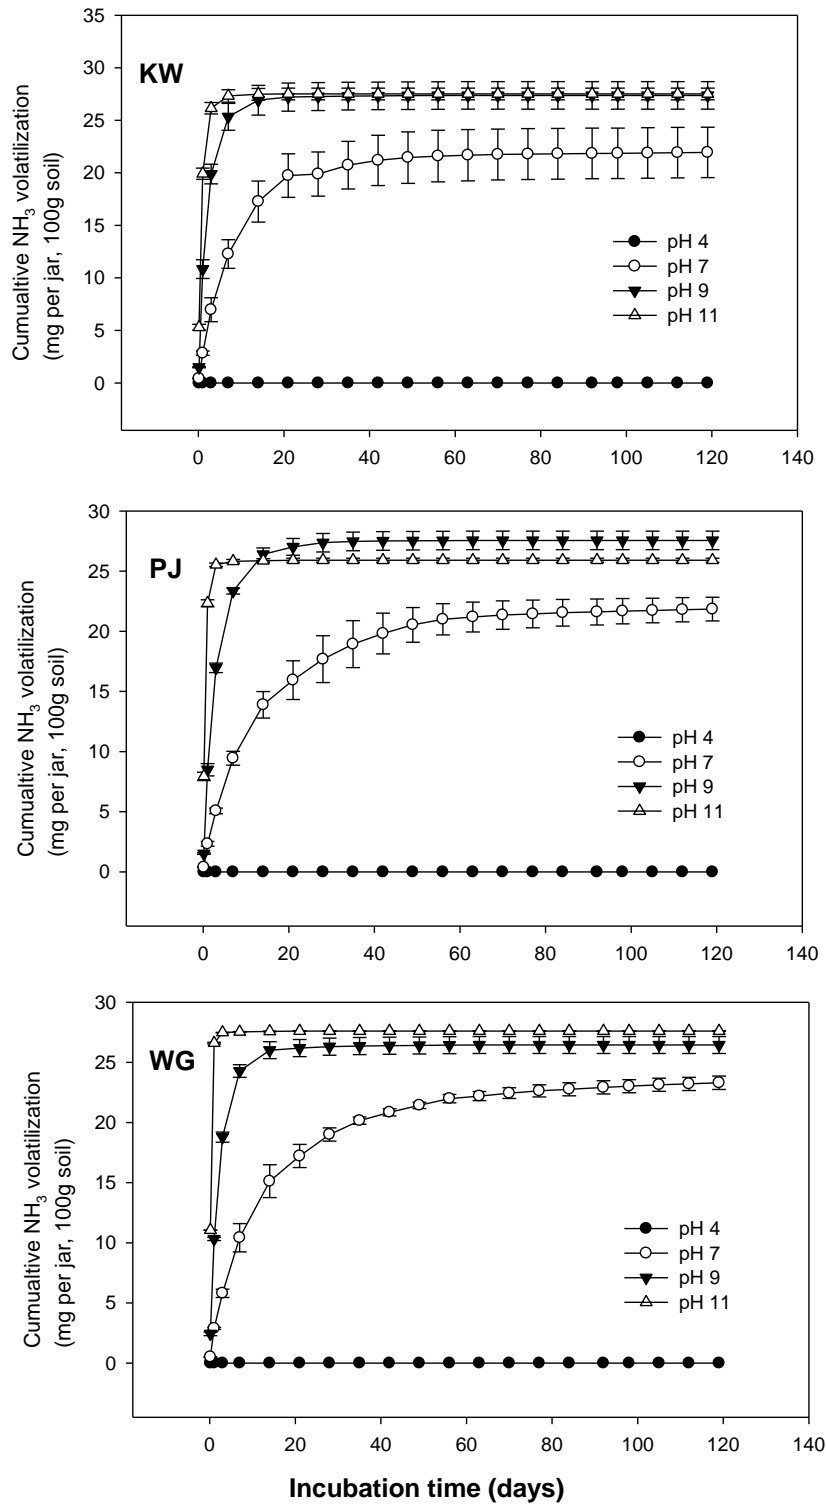 35
30
25
20
15
10
5
0
Cumualtive NH₃ volatilization
(mg per jar, 100g soil)
KW
pH 4
pH 7
pH 9
pH 11
0 20 40 60 80 100 120 140
30
25
20
15
10
5
0
Cumualtive NH₃ volatilization
(mg per jar, 100g soil)
PJ
pH 4
pH 7
pH 9
pH 11
0 20 40 60 80 100 120 140
30
25
20
15
10
5
0
Cumualtive NH₃ volatilization
(mg per jar, 100g soil)
WG
pH 4
pH 7
pH 9
pH 11
0 20 40 60 80 100 120 140
Incubation time (days)